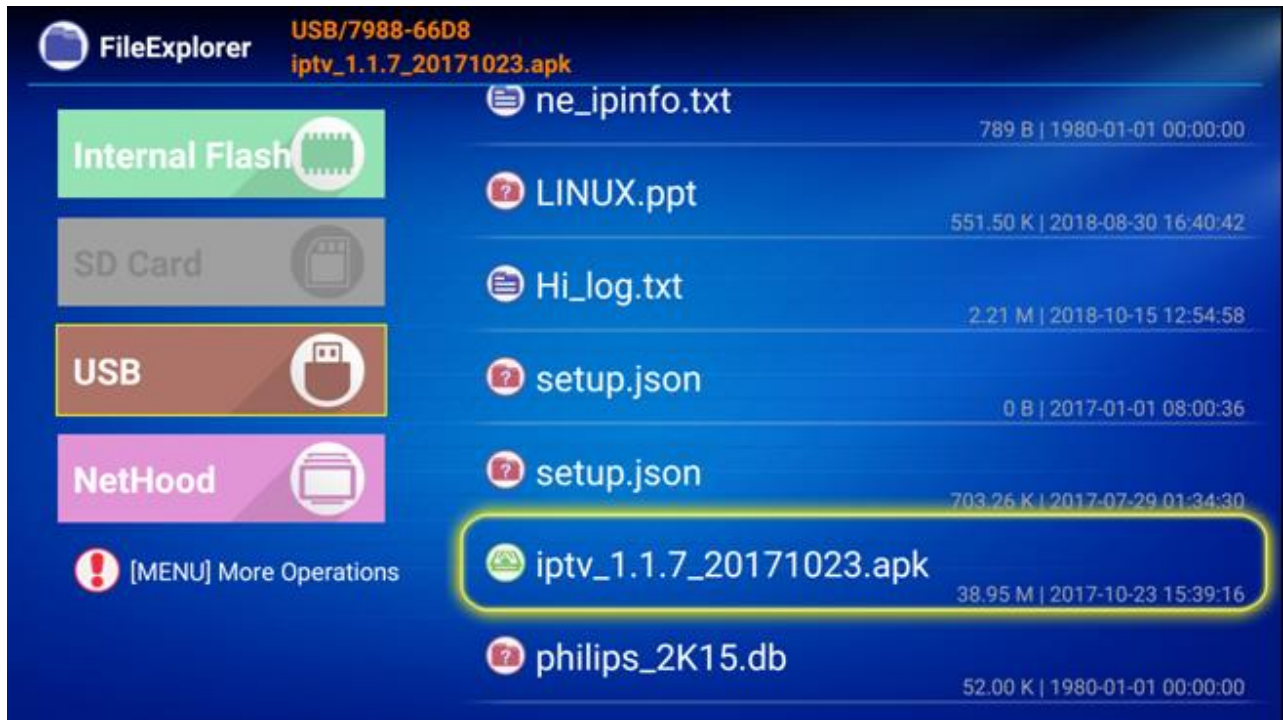 FileExplorer
USB/7988-66D8
iptv_1.1.7_20171023.apk
Internal Flash
SD Card
USB
NetHood
[MENU] More Operations
ne_ipinfo.txt
789 B | 1980-01-01 00:00:00
LINUX.ppt
551.50 K | 2018-08-30 16:40:42
Hi_log.txt
2.21 M | 2018-10-15 12:54:58
setup.json
0 B | 2017-01-01 08:00:36
setup.json
703.26 K | 2017-07-29 01:34:30
iptv_1.1.7_20171023.apk
38.95 M | 2017-10-23 15:39:16
philips_2K15.db
52.00 K | 1980-01-01 00:00:00